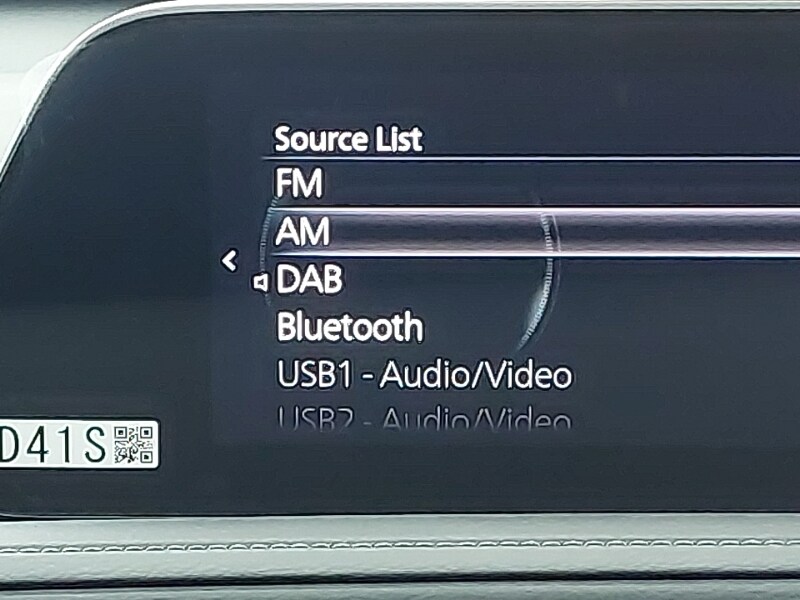 Source List
FM
AM
DAB
Bluetooth
USB1 - Audio/Video
USB2 - Audio/Video
D41S